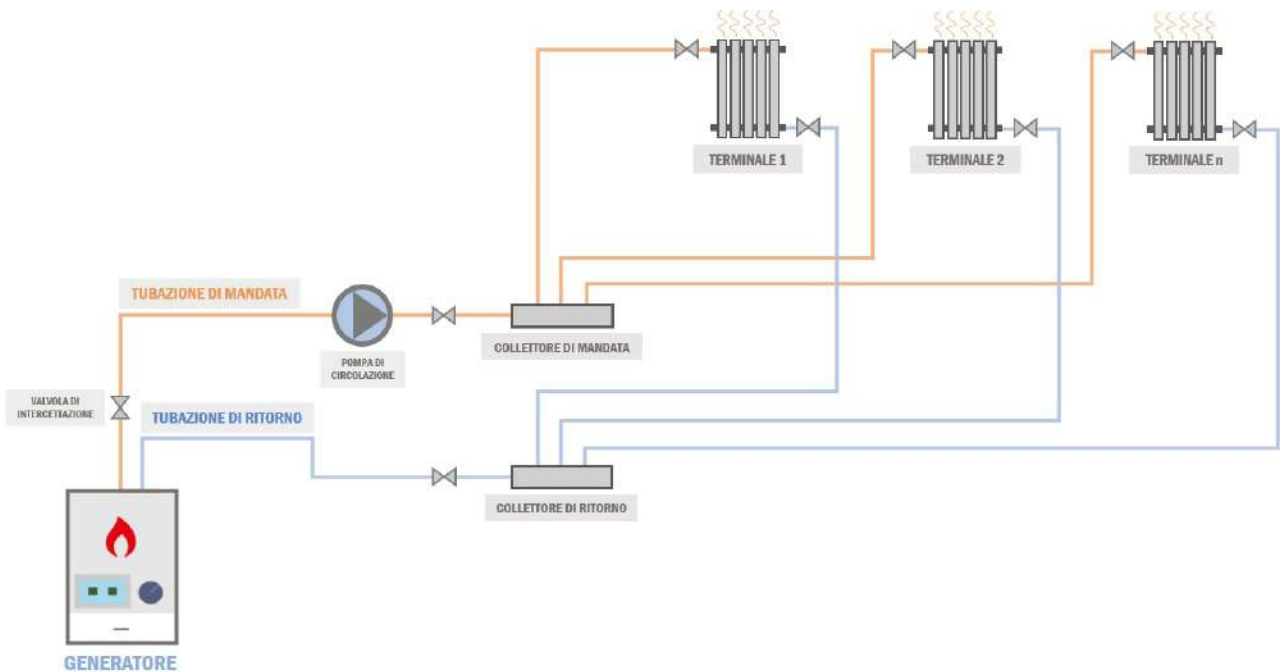 TERMINALE 1
TERMINALE 2
TERMINALE n
TUBAZIONE DI MANDATA
COLLETTORE DI MANDATA
POMPA DI
CIRCOLAZIONE
VALVOLA DI
INTERCETTAZIONE
TUBAZIONE DI RITORNO
COLLETTORE DI RITORNO
GENERATORE